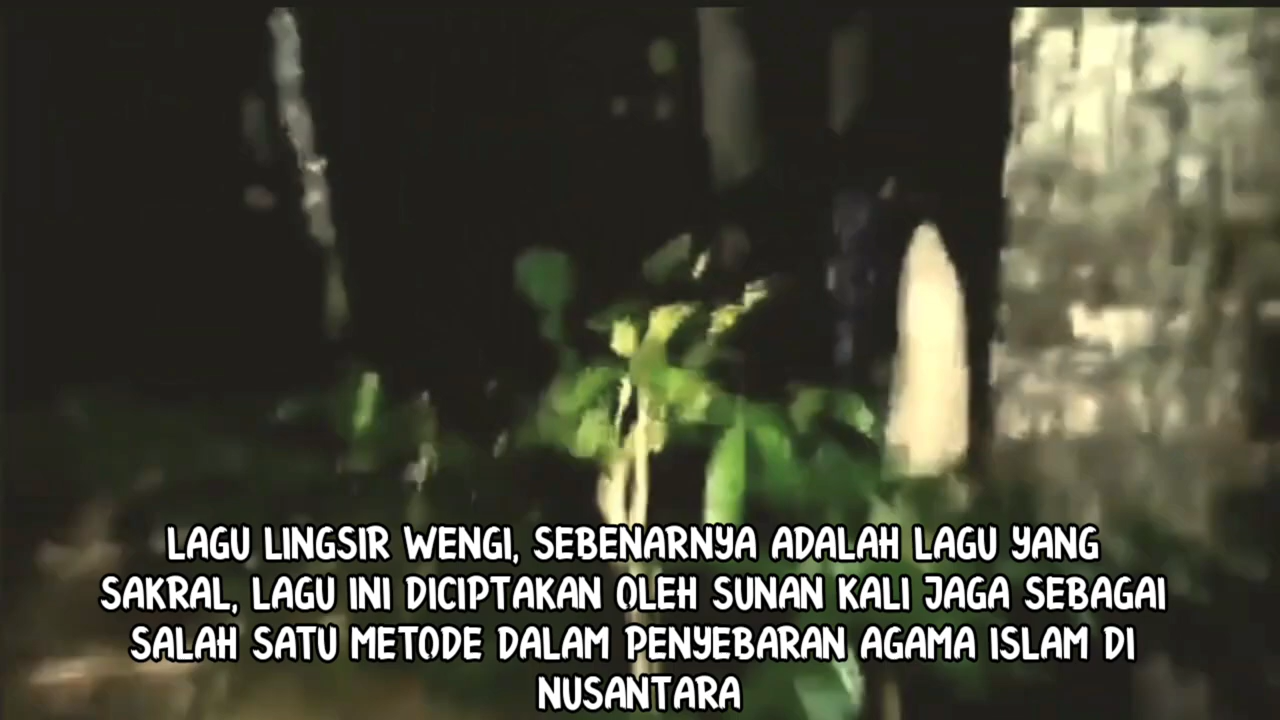 LAGU LINGSIR WENGI, SEBENARNYA ADALAH LAGU YANG
SAKRAL, LAGU INI DICIPTAKAN OLEH SUNAN KALI JAGA SEBAGAI
SALAH SATU METODE DALAM PENYEBARAN AGAMA ISLAM DI
NUSANTARA